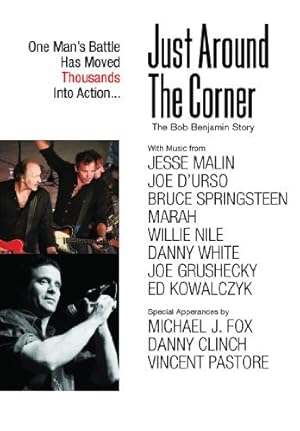 One Man's Battle
Has Moved
Thousands
Into Action...
Just Around
The Corner
The Bob Benjamin Story
With Music from
JESSE MALIN
JOE D'URSO
BRUCE SPRINGSTEEN
MARAH
WILLIE NILE
DANNY WHITE
JOE GRUSHECKY
ED KOWALCZYK
Special Apperances by
MICHAEL J. FOX
DANNY CLINCH
VINCENT PASTORE